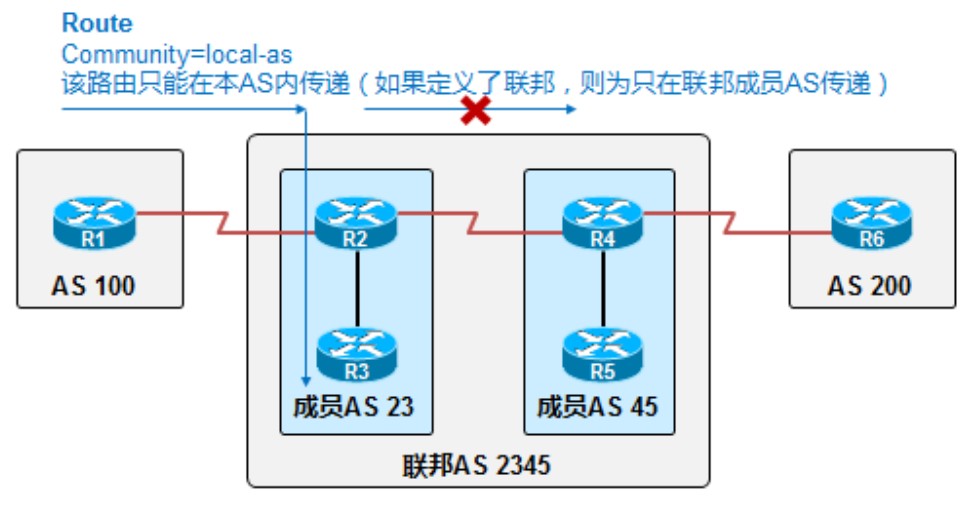 Route
Community=local-as
该路由只能在本AS内传递（如果定义了联邦，则为只在联邦成员AS传递）
R1
R2
R4
R6
AS 100
AS 200
R3
R5
成员AS 23
成员AS 45
联邦AS 2345